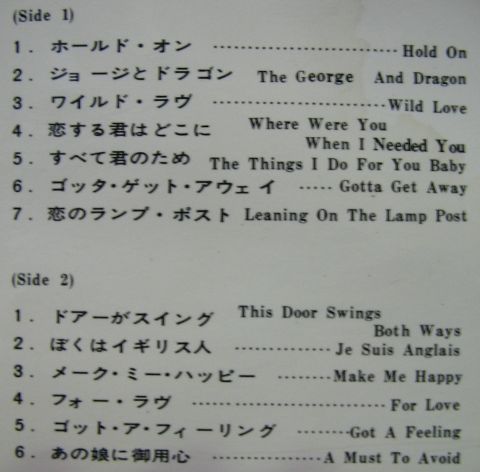 (Side 1)
1. ホールド・オン ······························ Hold On
2. ジョージとドラゴン The George And Dragon
3. ワイルド・ラヴ ···························· Wild Love
4. 恋する君はどこに Where Were You
When I Needed You
5. すべて君のため The Things I Do For You Baby
6. ゴッタ・ゲット・アウェイ ····· Gotta Get Away
7. 恋のランプ・ポスト Leaning On The Lamp Post
(Side 2)
1. ドアーがスイング This Door Swings
Both Ways
2. ぼくはイギリス人 ··············· Je Suis Anglais
3. メーク・ミー・ハッピー ········ Make Me Happy
4. フォー・ラヴ ································ For Love
5. ゴット・ア・フィーリング ········ Got A Feeling
6. あの娘に御用心 ····················· A Must To Avoid